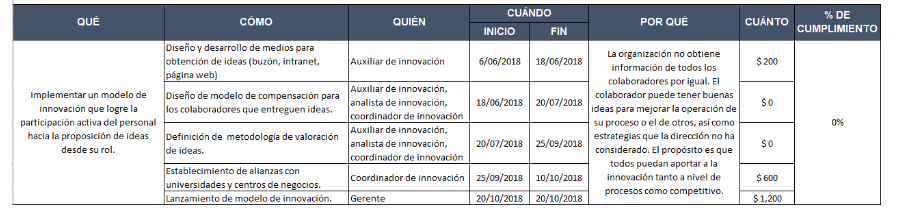 QUÉ
CÓMO
QUIÉN
CUÁNDO
INICIO
FIN
POR QUÉ
CUÁNTO
% DE
CUMPLIMIENTO
Implementar un modelo de
innovación que logre la
participación activa del personal
hacia la proposición de ideas
desde su rol.
Diseño y desarrollo de medios para
obtención de ideas (buzón, intranet,
página web)
Auxiliar de innovación
6/06/2018
18/06/2018
$ 200
Diseño de modelo de compensación para
los colaboradores que entreguen ideas.
Auxiliar de innovación,
analista de innovación,
coordinador de innovación
18/06/2018
20/07/2018
$ 0
Definición de metodología de valoración
de ideas.
Auxiliar de innovación,
analista de innovación,
coordinador de innovación
20/07/2018
25/09/2018
$ 0
Establecimiento de alianzas con
universidades y centros de negocios.
Coordinador de innovación
25/09/2018
10/10/2018
$ 600
Lanzamiento de modelo de innovación.
Gerente
20/10/2018
20/10/2018
$ 1,200
La organización no obtiene
información de todos los
colaboradores por igual. El
colaborador puede tener buenas
ideas para mejorar la operación de
su proceso o el de otros, así como
estrategias que la dirección no ha
considerado. El propósito es que
todos puedan aportar a la
innovación tanto a nivel de
procesos como competitivo.
0%